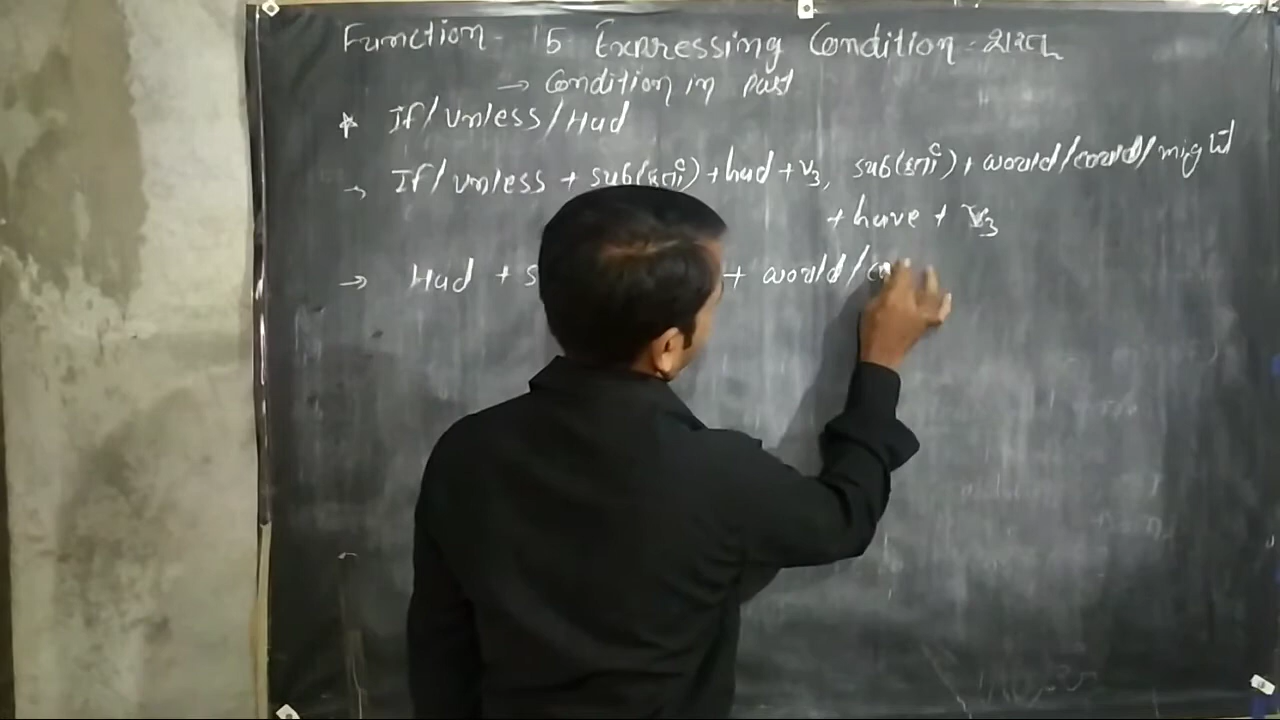 Function - 15 Expressing Condition - શરત
→ Condition in past
* If/Unless/Had
→ If/unless + sub(કર્તા) + had + V3, sub(કર્તા) + would/could/might
+ have + V3
→ Had + s + would/co